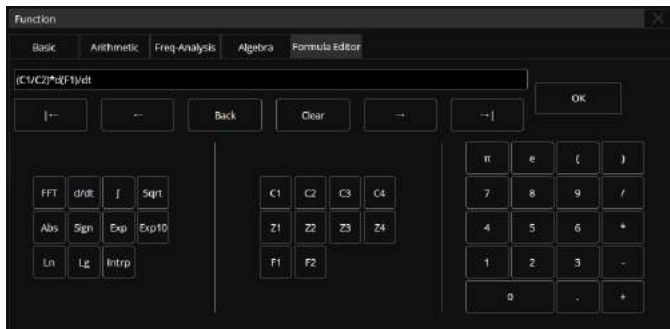 Function
Basic Arithmetic Freq-Analysis Algebra Formula Editor
(C1/C2)*d(F1)/dt
OK
|← ← Back Clear → →|
π e ( )
FFT d/dt ∫ Sqrt C1 C2 C3 C4 7 8 9 /
Abs Sign Exp Exp10 Z1 Z2 Z3 Z4 4 5 6 *
Ln Lg Intrp F1 F2 1 2 3 -
0 . +